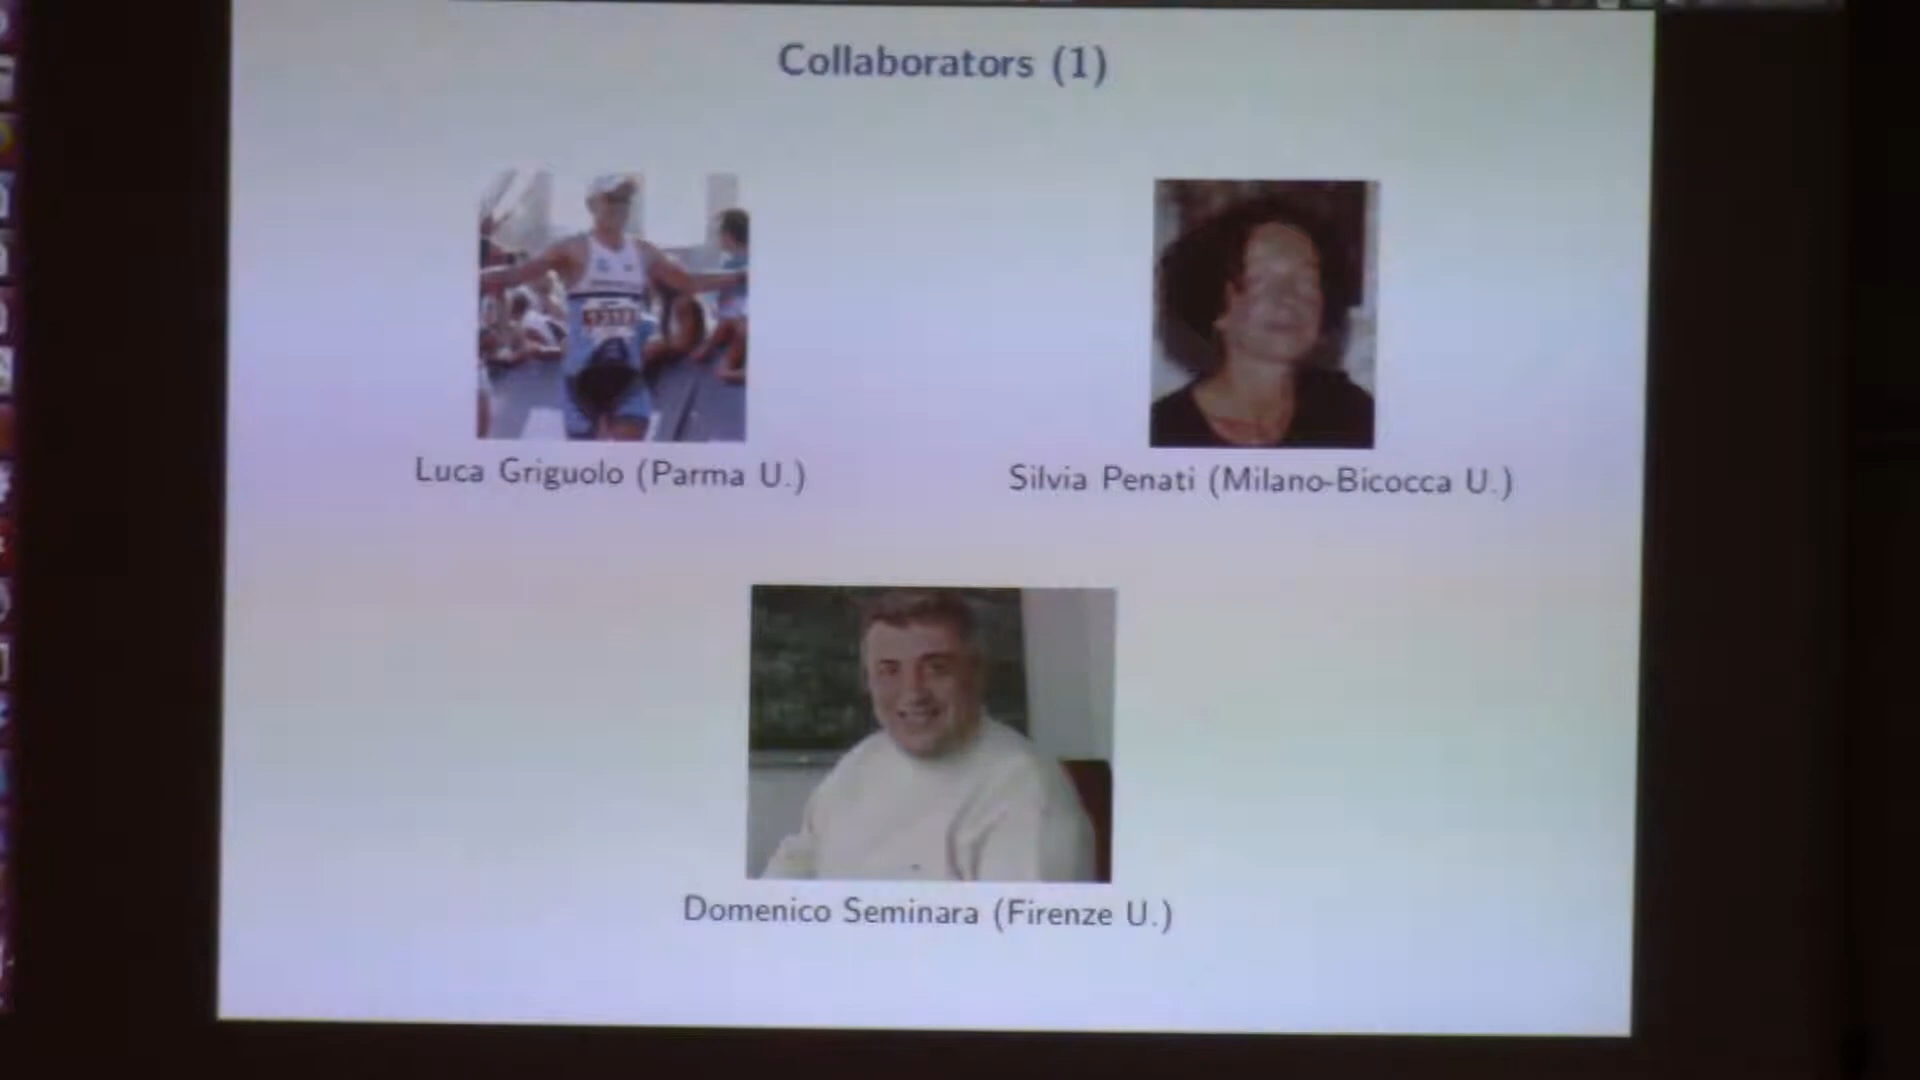 Collaborators (1)
Luca Griguolo (Parma U.)
Silvia Penati (Milano-Bicocca U.)
Domenico Seminara (Firenze U.)